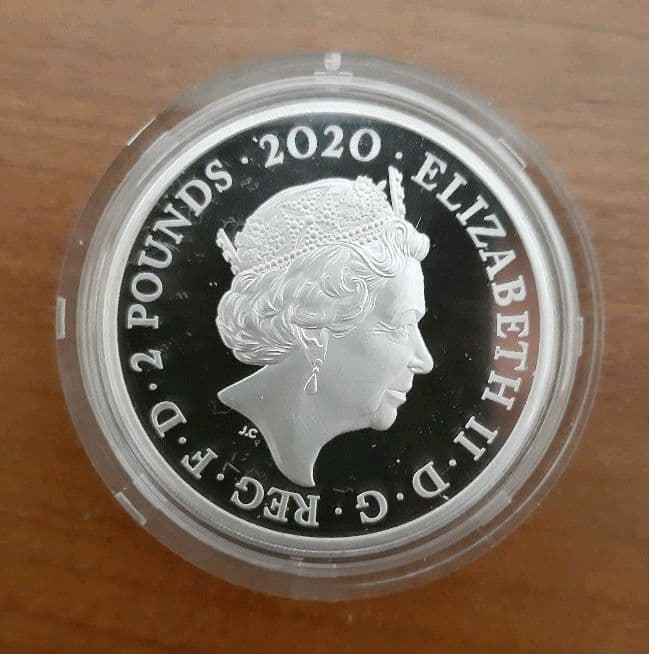 ELIZABETH II · D · G · REG · F · D · 2 POUNDS · 2020 ·
J.C